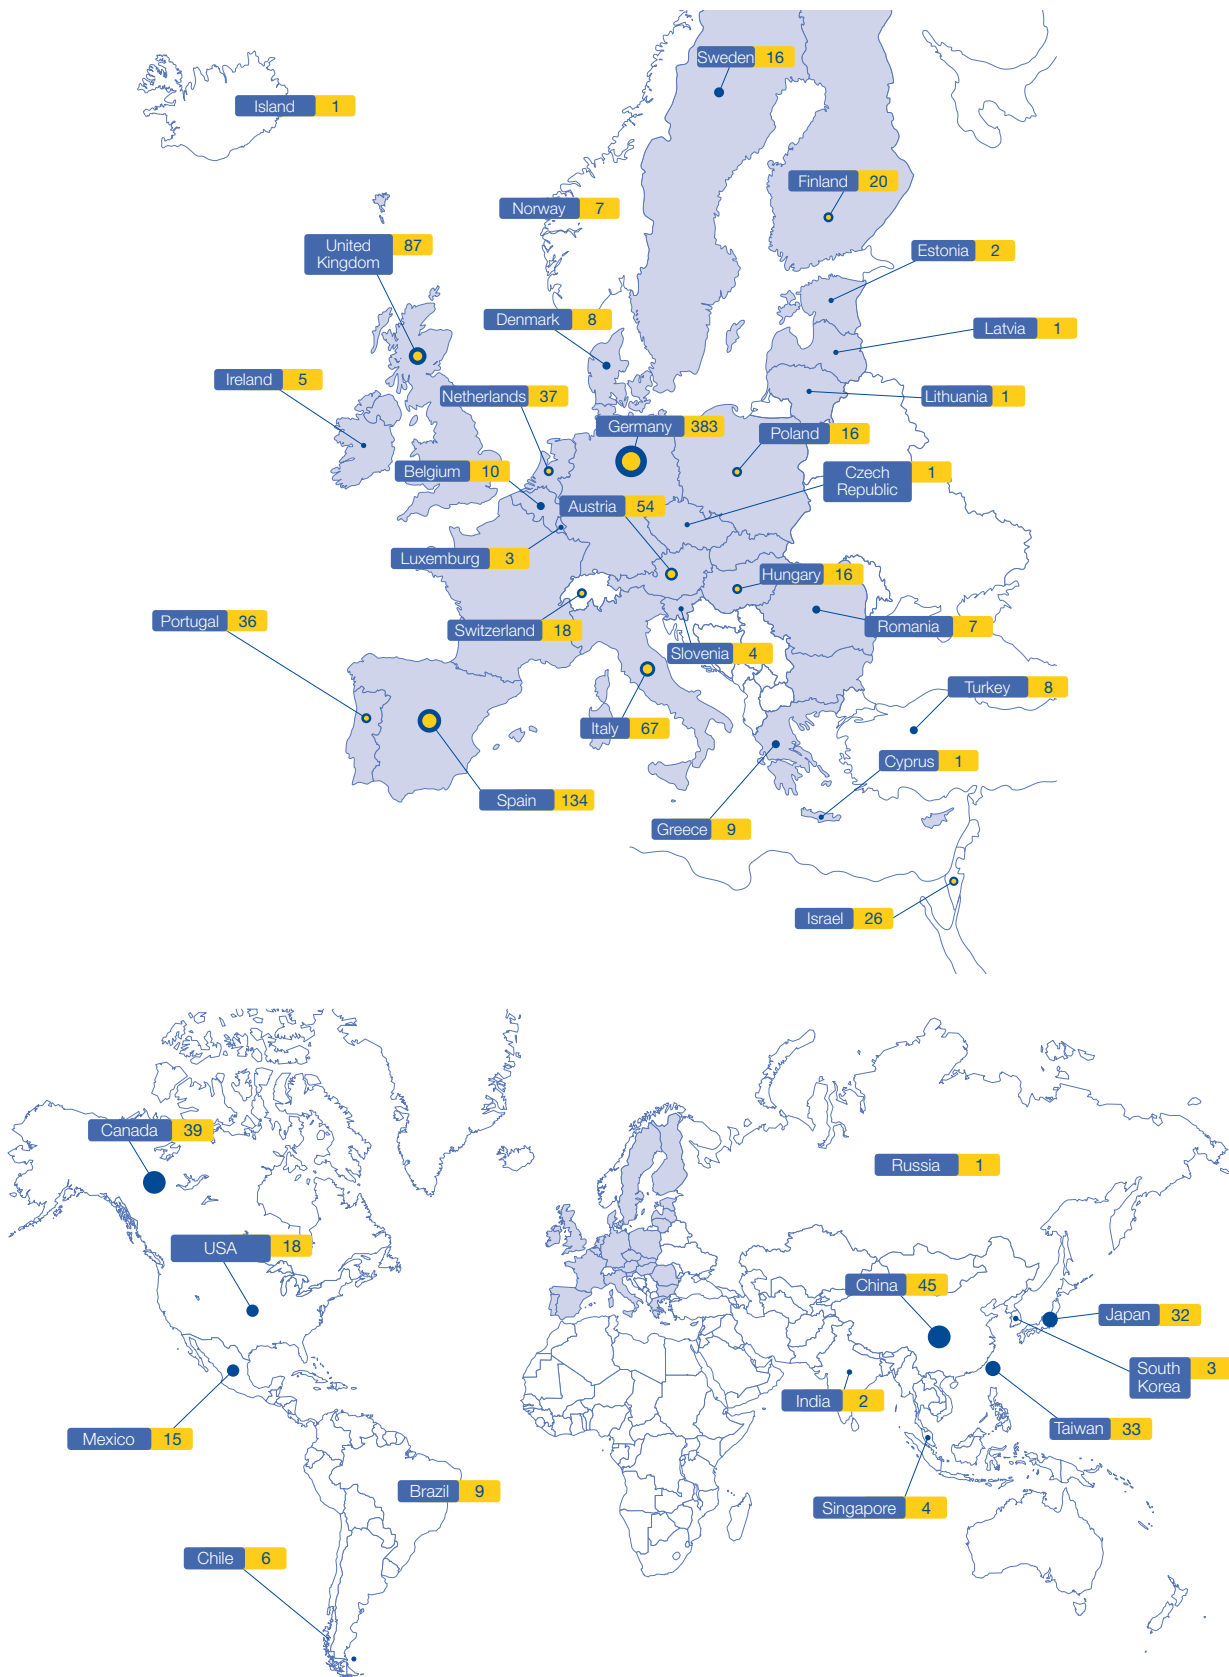 Sweden 16
Island 1
Finland 20
Norway 7
United
Kingdom 87
Estonia 2
Denmark 8
Latvia 1
Ireland 5
Netherlands 37
Lithuania 1
Germany 383
Poland 16
Belgium 10
Czech
Republic 1
Austria 54
Luxemburg 3
Hungary 16
Portugal 36
Switzerland 18
Romania 7
Slovenia 4
Turkey 8
Italy 67
Cyprus 1
Spain 134
Greece 9
Israel 26
Canada 39
Russia 1
USA 18
China 45
Japan 32
South
Korea 3
India 2
Taiwan 33
Mexico 15
Brazil 9
Singapore 4
Chile 6